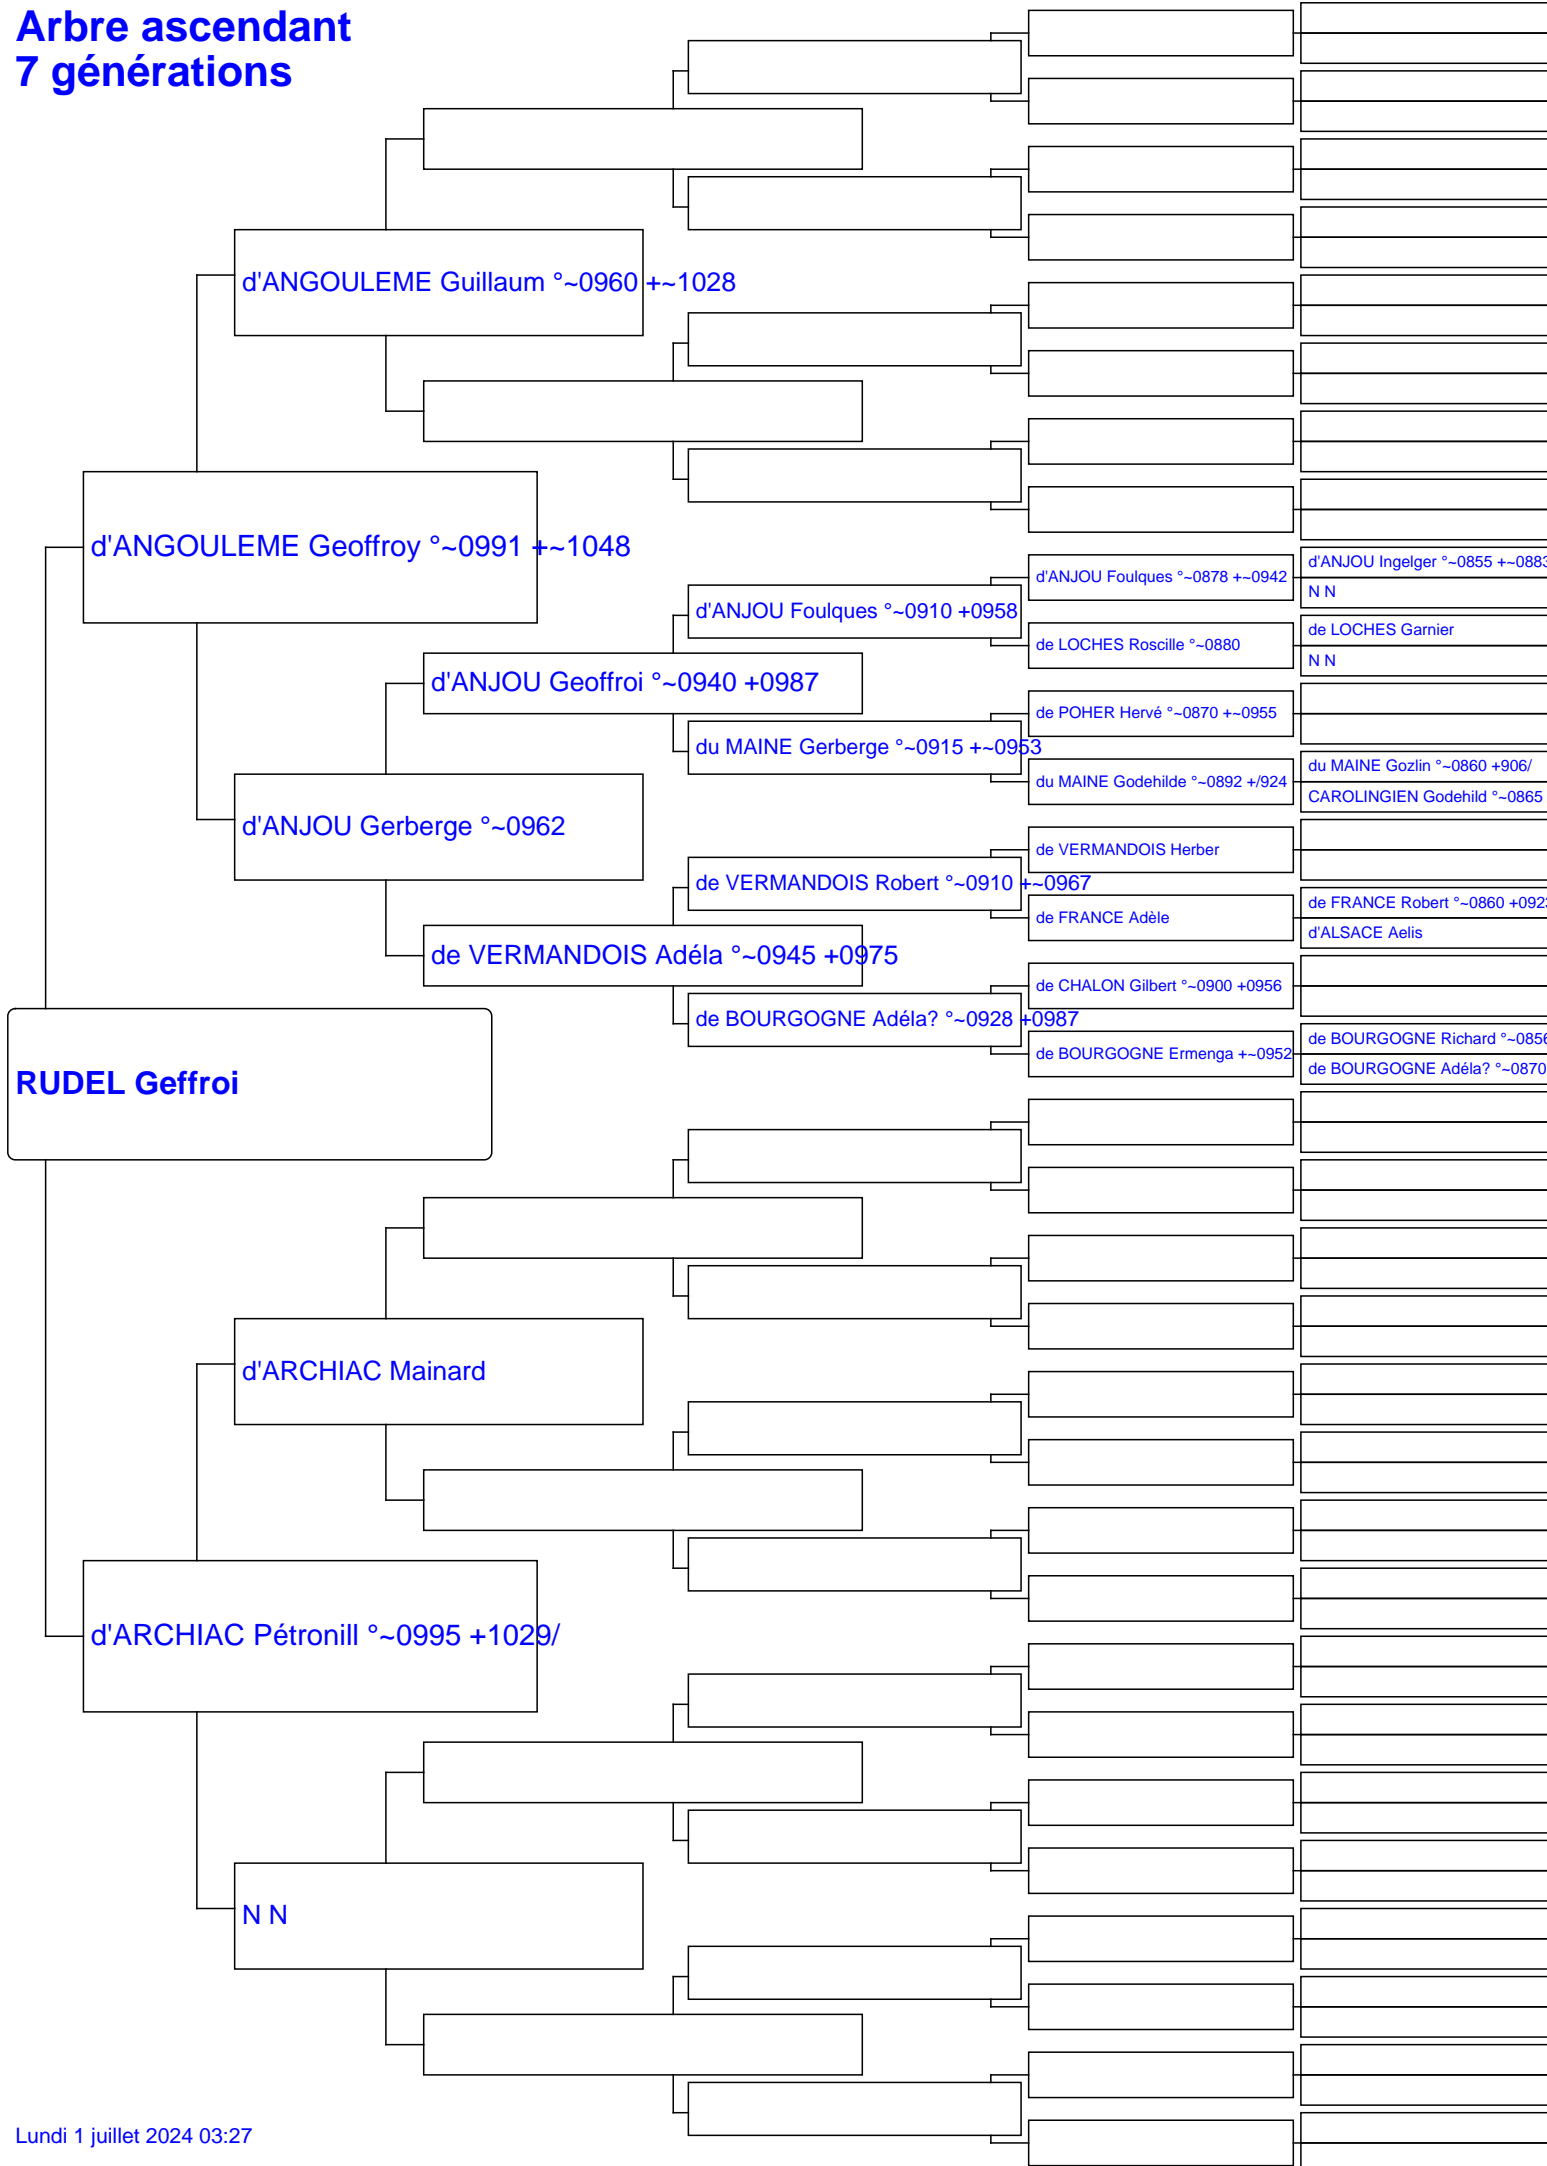 Arbre ascendant
7 générations
d'ANGOULEME Guillaum °~0960 +~1028
d'ANGOULEME Geoffroy °~0991 +~1048
d'ANJOU Ingelger °~0855 +~0883
d'ANJOU Foulques °~0878 +~0942
N N
d'ANJOU Foulques °~0910 +0958
de LOCHES Garnier
de LOCHES Roscille °~0880
N N
d'ANJOU Geoffroi °~0940 +0987
de POHER Hervé °~0870 +~0955
du MAINE Gerberge °~0915 +~0953
du MAINE Gozlin °~0860 +906/
du MAINE Godehilde °~0892 +/924
CAROLINGIEN Godehild °~0865
d'ANJOU Gerberge °~0962
de VERMANDOIS Herber
de VERMANDOIS Robert °~0910 +~0967
de FRANCE Robert °~0860 +0923
de FRANCE Adèle
d'ALSACE Aelis
de VERMANDOIS Adéla °~0945 +0975
de CHALON Gilbert °~0900 +0956
de BOURGOGNE Adéla? °~0928 +0987
de BOURGOGNE Richard °~0856
de BOURGOGNE Ermenga +~0952
de BOURGOGNE Adéla? °~0870
RUDEL Geffroi
d'ARCHIAC Mainard
d'ARCHIAC Pétronill °~0995 +1029/
N N
Lundi 1 juillet 2024 03:27